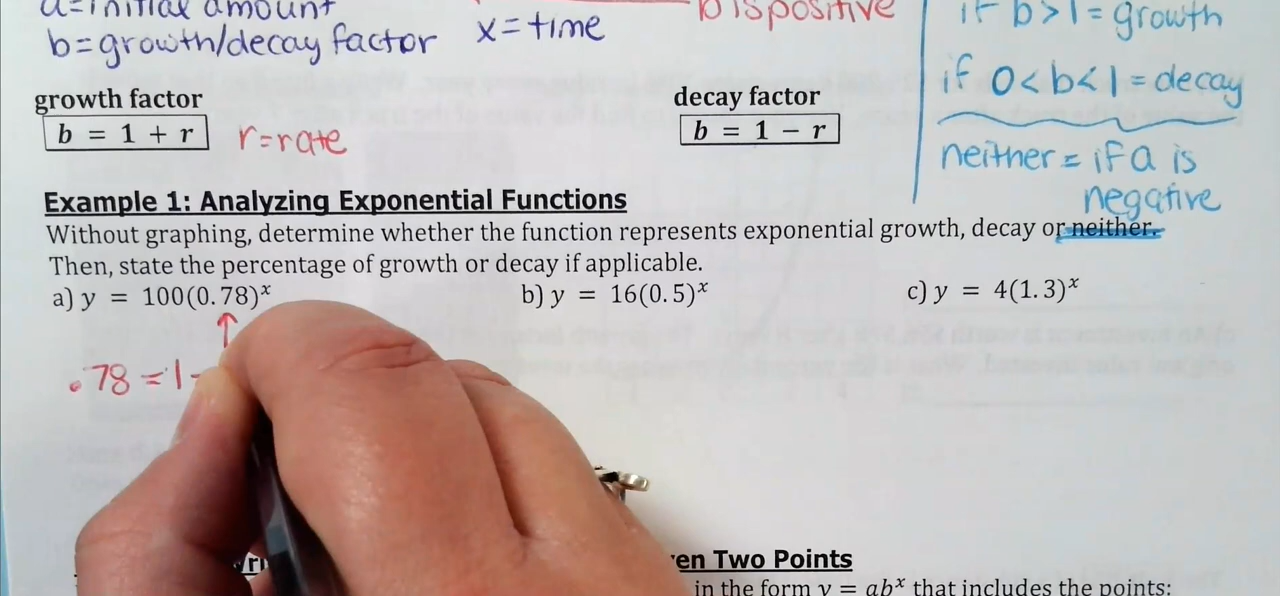 a=initial amount
b=growth/decay factor x=time
b is positive
if b>1 = growth
if 0<b<1 = decay
neither = if a is
negative
growth factor
b = 1 + r r=rate
decay factor
b = 1 − r
Example 1: Analyzing Exponential Functions
Without graphing, determine whether the function represents exponential growth, decay or neither.
Then, state the percentage of growth or decay if applicable.
a) y = 100(0.78)ˣ b) y = 16(0.5)ˣ c) y = 4(1.3)ˣ
.78 = 1 -
Two Points
in the form y = abˣ that includes the points: